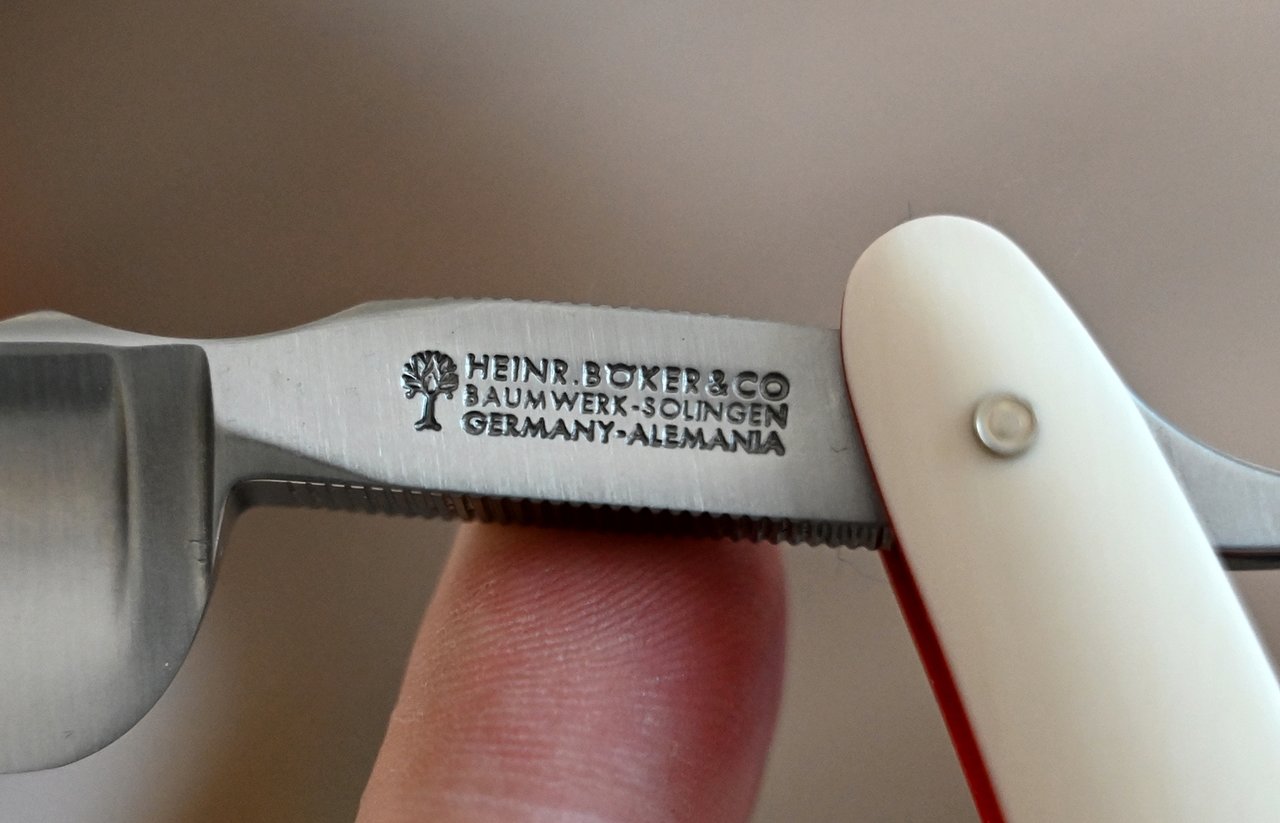 HEINR. BÖKER & CO
BAUMWERK-SOLINGEN
GERMANY-ALEMANIA